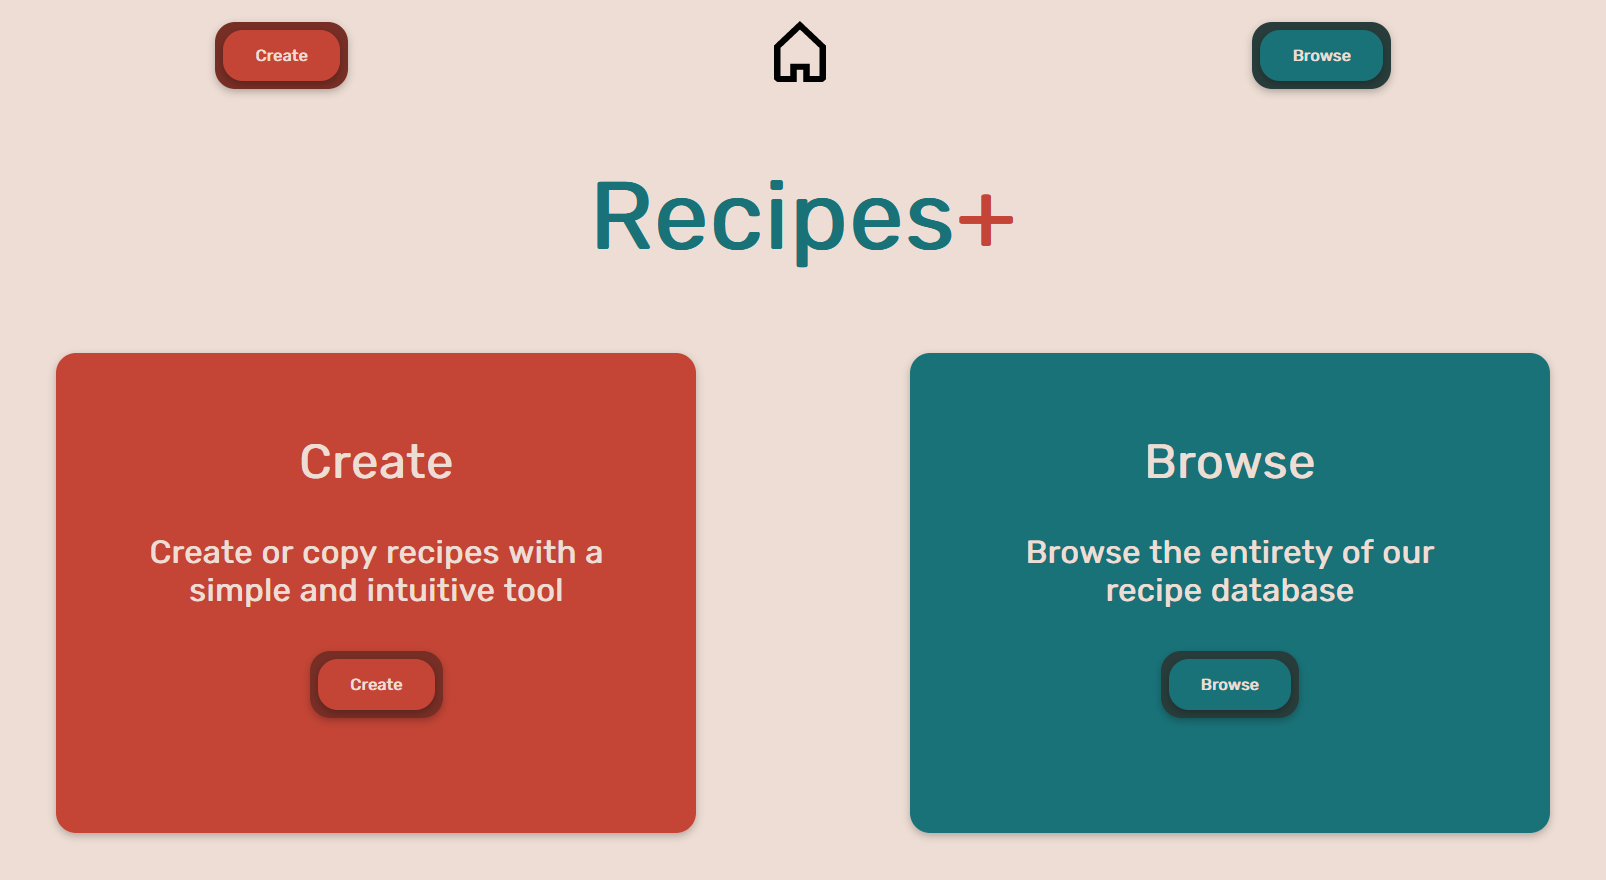 Create
Browse
Recipes+
Create
Create or copy recipes with a
simple and intuitive tool
Create
Browse
Browse the entirety of our
recipe database
Browse